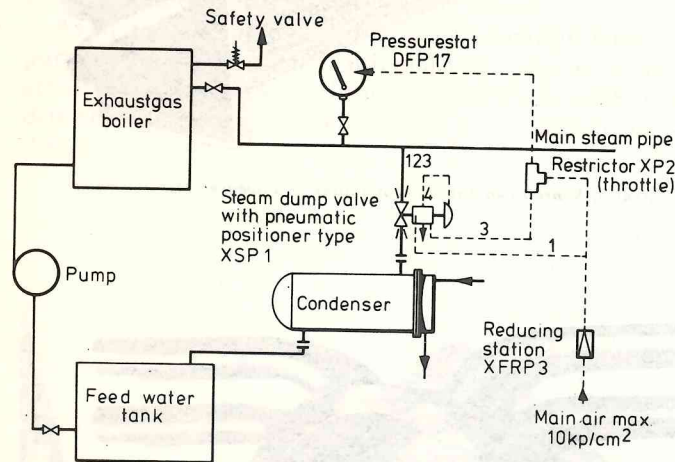 Safety valve
Pressurestat
DFP 17
Exhaustgas
boiler
Main steam pipe
123
Restrictor XP2
(throttle)
Steam dump valve
with pneumatic
positioner type
XSP 1
4
3
1
Pump
Condenser
Reducing
station
XFRP3
Feed water
tank
Main air max.
10kp/cm2